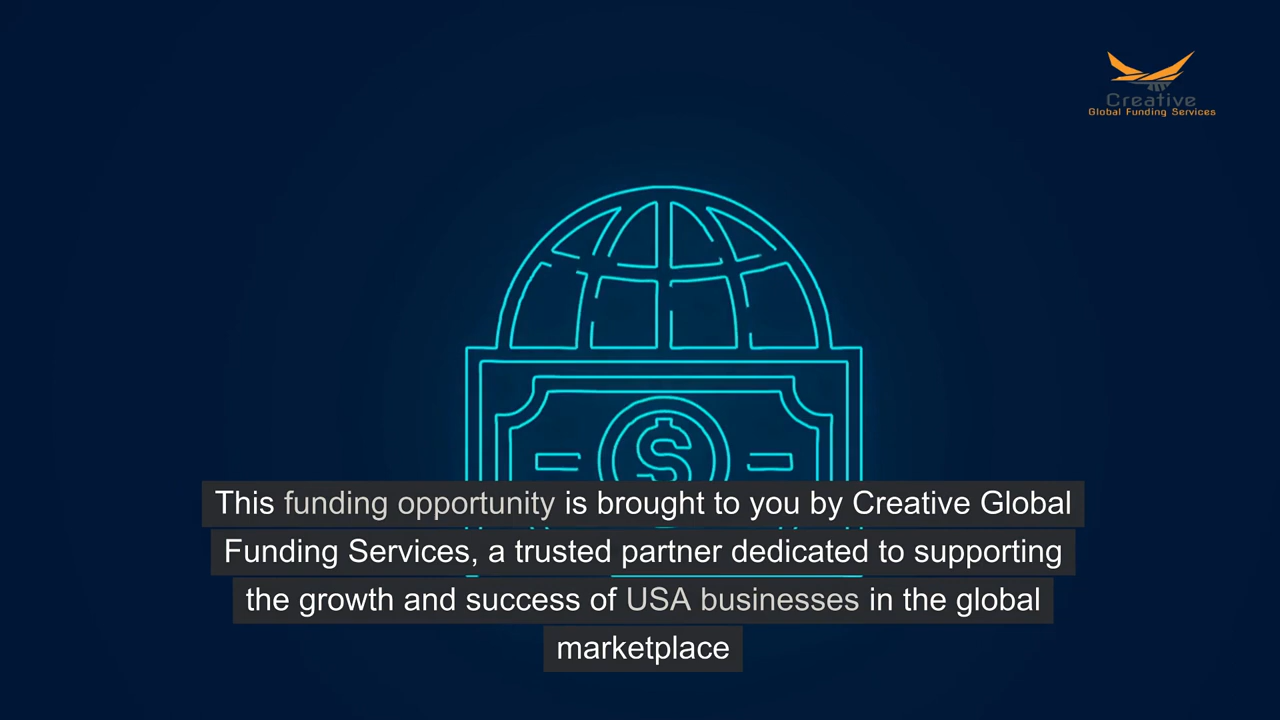 Creative
Global Funding Services
$
This funding opportunity is brought to you by Creative Global
Funding Services, a trusted partner dedicated to supporting
the growth and success of USA businesses in the global
marketplace